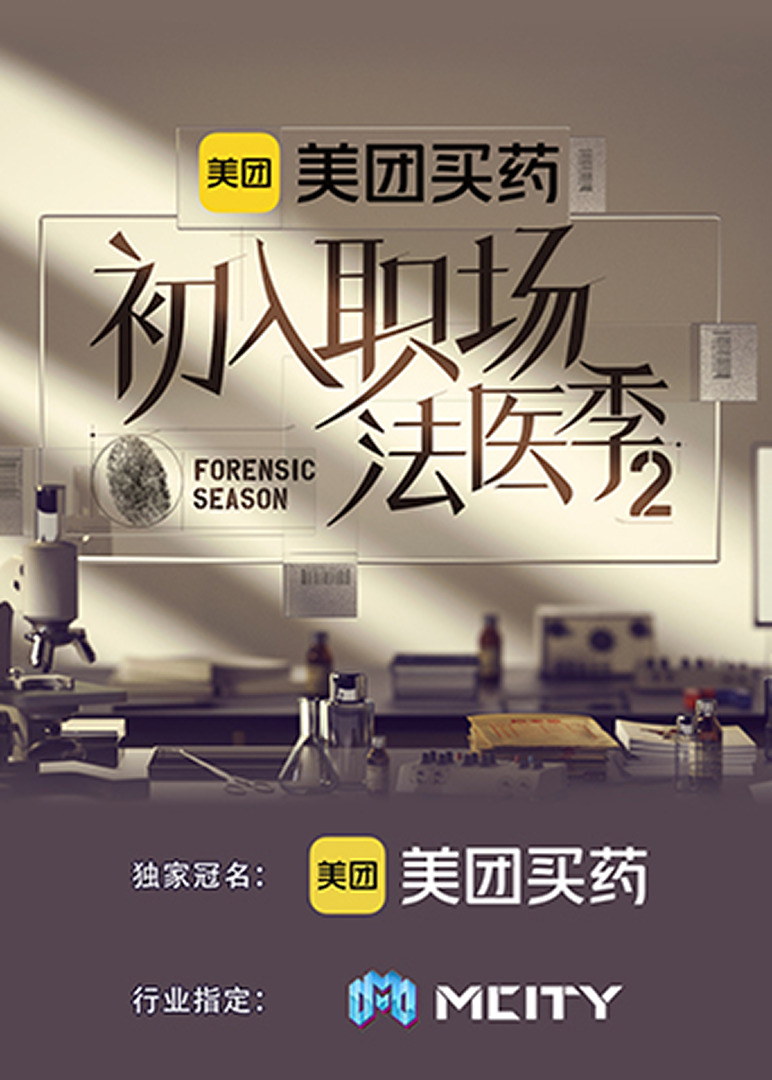 美团 美团买药
初入职场
法医季2
FORENSIC
SEASON
独家冠名： 美团 美团买药
行业指定： MCITY